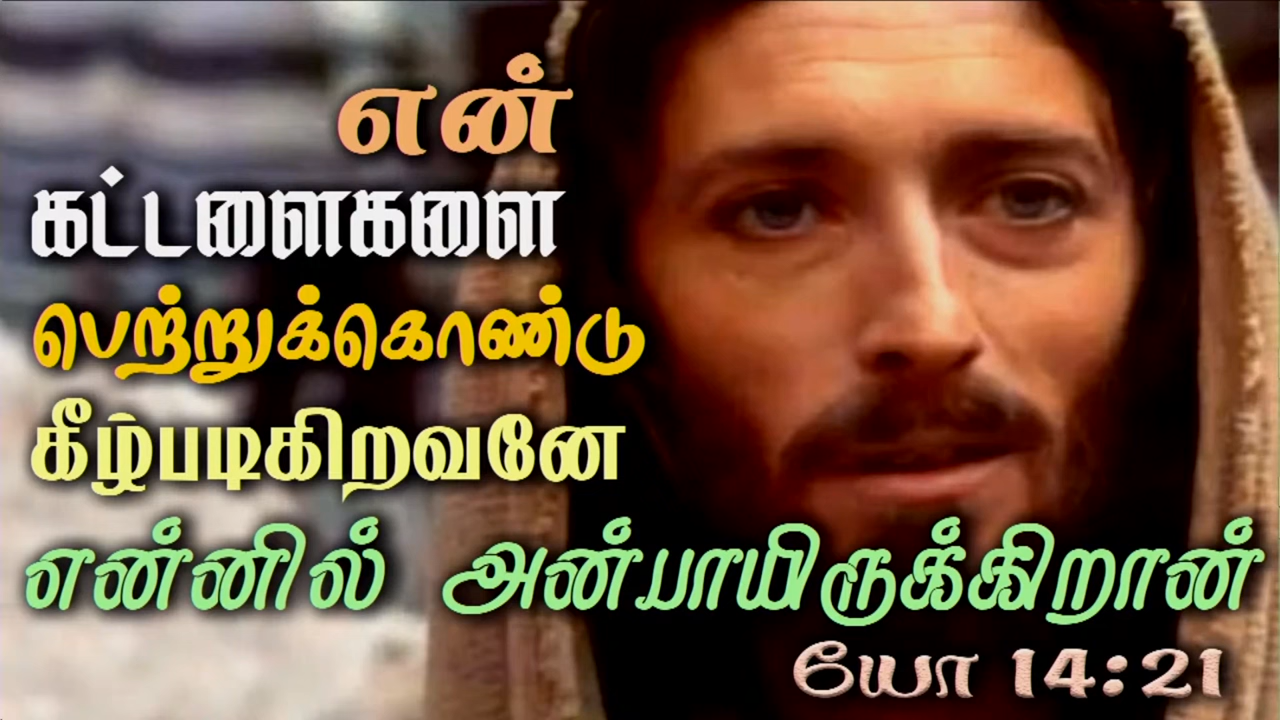 என்
கட்டளைகளை
பெற்றுக்கொண்டு
கீழ்படிகிறவனே
என்னில் அன்பாயிருக்கிறான்
யோ 14:21